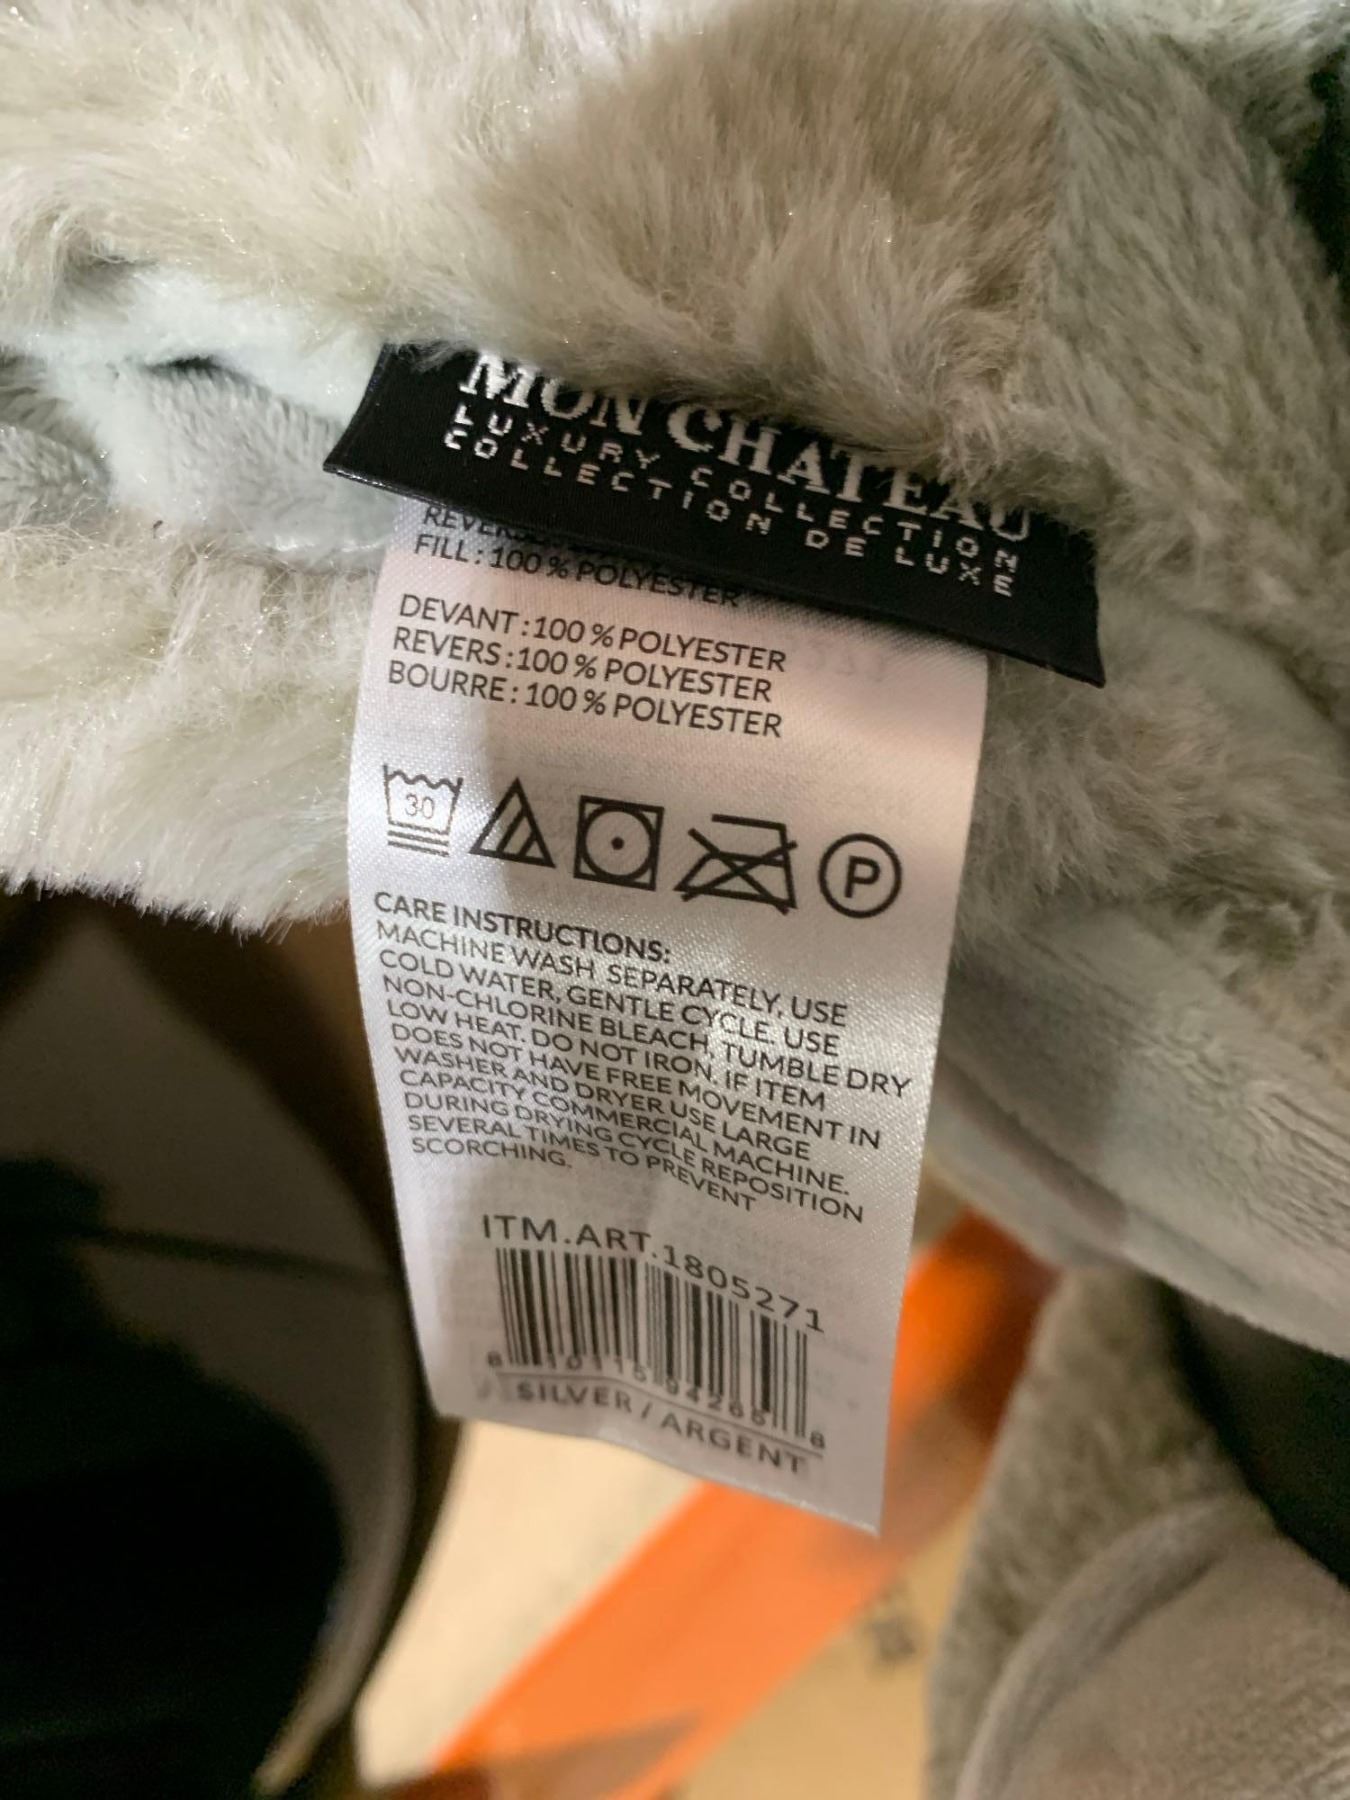 MON CHATEAU
LUXURY COLLECTION
COLLECTION DE LUXE
FILL : 100 % POLYESTER
DEVANT : 100 % POLYESTER
REVERS : 100 % POLYESTER
BOURRE : 100 % POLYESTER
30
P
CARE INSTRUCTIONS:
MACHINE WASH SEPARATELY, USE
COLD WATER, GENTLE CYCLE. USE
NON-CHLORINE BLEACH, TUMBLE DRY
LOW HEAT. DO NOT IRON. IF ITEM
DOES NOT HAVE FREE MOVEMENT IN
WASHER AND DRYER USE LARGE
CAPACITY COMMERCIAL MACHINE.
DURING DRYING CYCLE REPOSITION
SEVERAL TIMES TO PREVENT
SCORCHING.
ITM.ART.1805271
SILVER / ARGENT